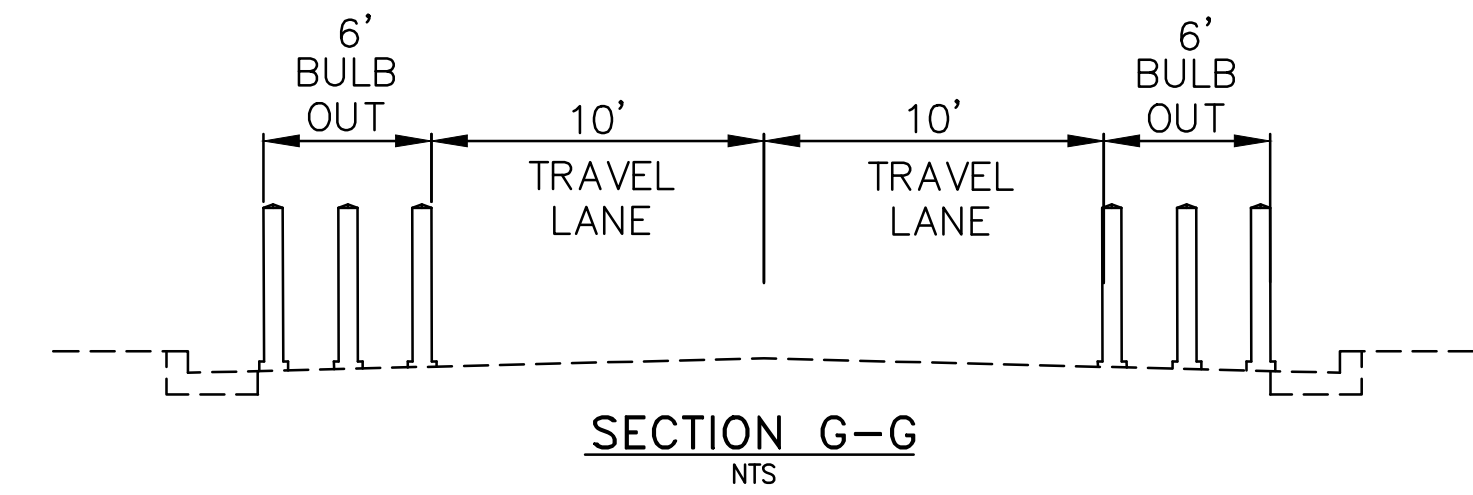 6'
BULB
OUT
10'
TRAVEL
LANE
10'
TRAVEL
LANE
6'
BULB
OUT
SECTION G-G
NTS